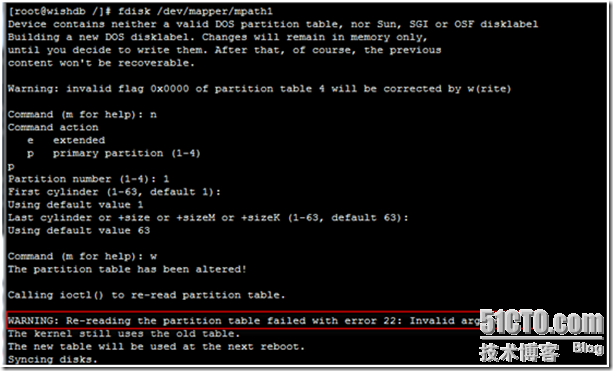 [root@wishdb /]# fdisk /dev/mapper/mpath1
Device contains neither a valid DOS partition table, nor Sun, SGI or OSF disklabel
Building a new DOS disklabel. Changes will remain in memory only,
until you decide to write them. After that, of course, the previous
content won't be recoverable.
Warning: invalid flag 0x0000 of partition table 4 will be corrected by w(rite)
Command (m for help): n
Command action
e   extended
p   primary partition (1-4)
p
Partition number (1-4): 1
First cylinder (1-63, default 1):
Using default value 1
Last cylinder or +size or +sizeM or +sizeK (1-63, default 63):
Using default value 63
Command (m for help): w
The partition table has been altered!
Calling ioctl() to re-read partition table.
WARNING: Re-reading the partition table failed with error 22: Invalid
The kernel still uses the old table.
The new table will be used at the next reboot.
Syncing disks.
51CTO.com
技术博客 Blog